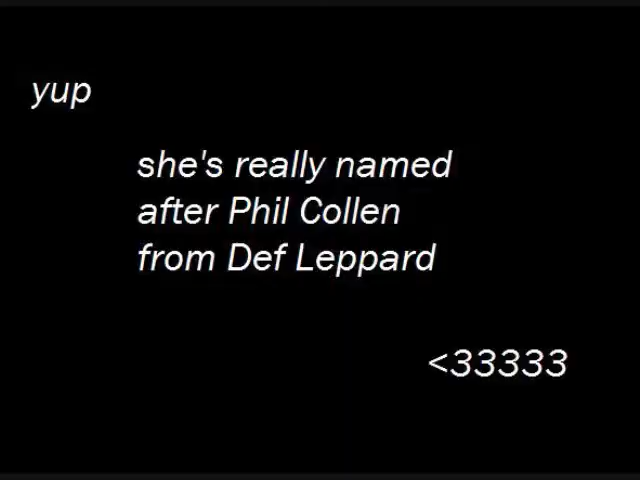 yup
she's really named
after Phil Collen
from Def Leppard
<33333